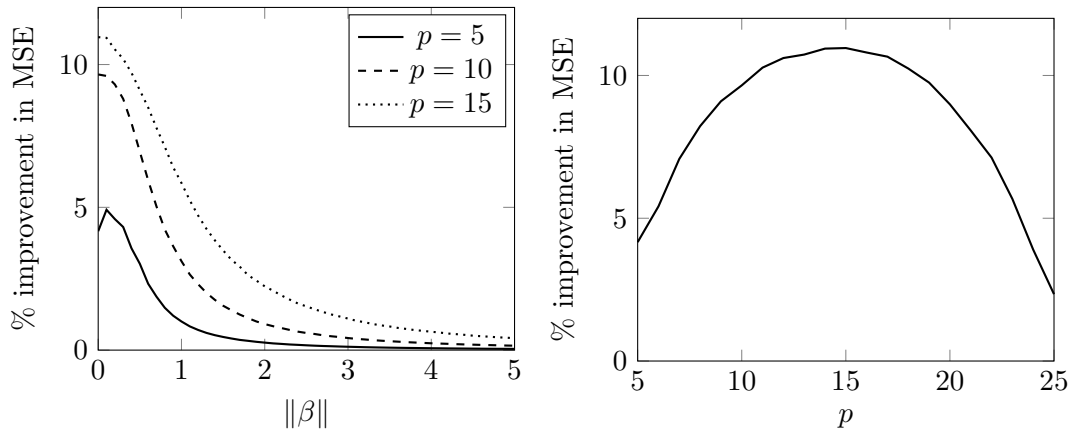 % improvement in MSE
10
5
0
0 1 2 3 4 5
‖β‖
p = 5
p = 10
p = 15
% improvement in MSE
10
5
0
5 10 15 20 25
p